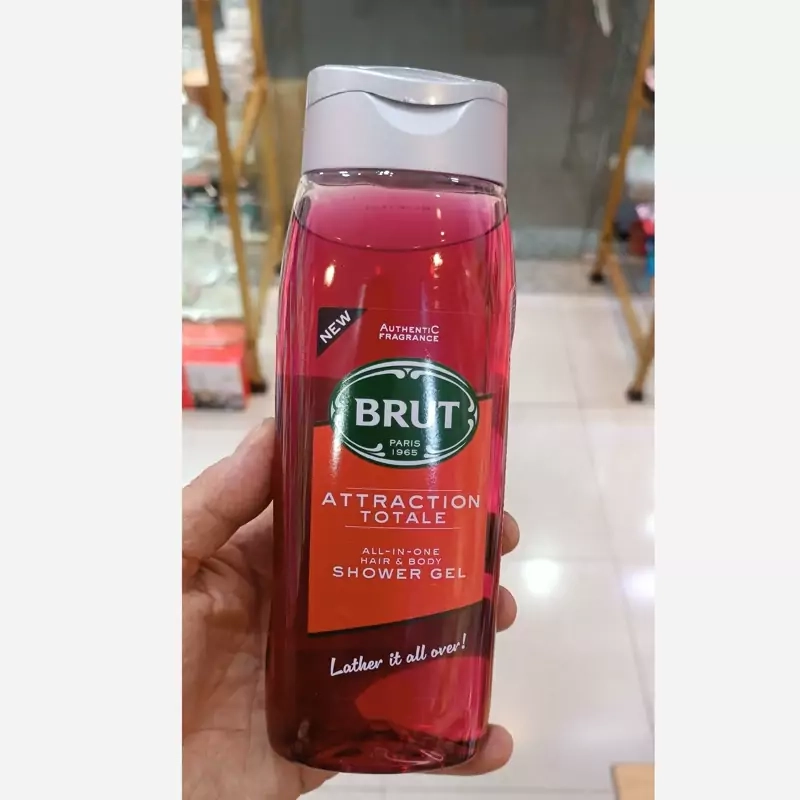 NEW
AUTHENTIC
FRAGRANCE
BRUT
PARIS
1965
ATTRACTION
TOTALE
ALL-IN-ONE
HAIR & BODY
SHOWER GEL
Lather it all over!